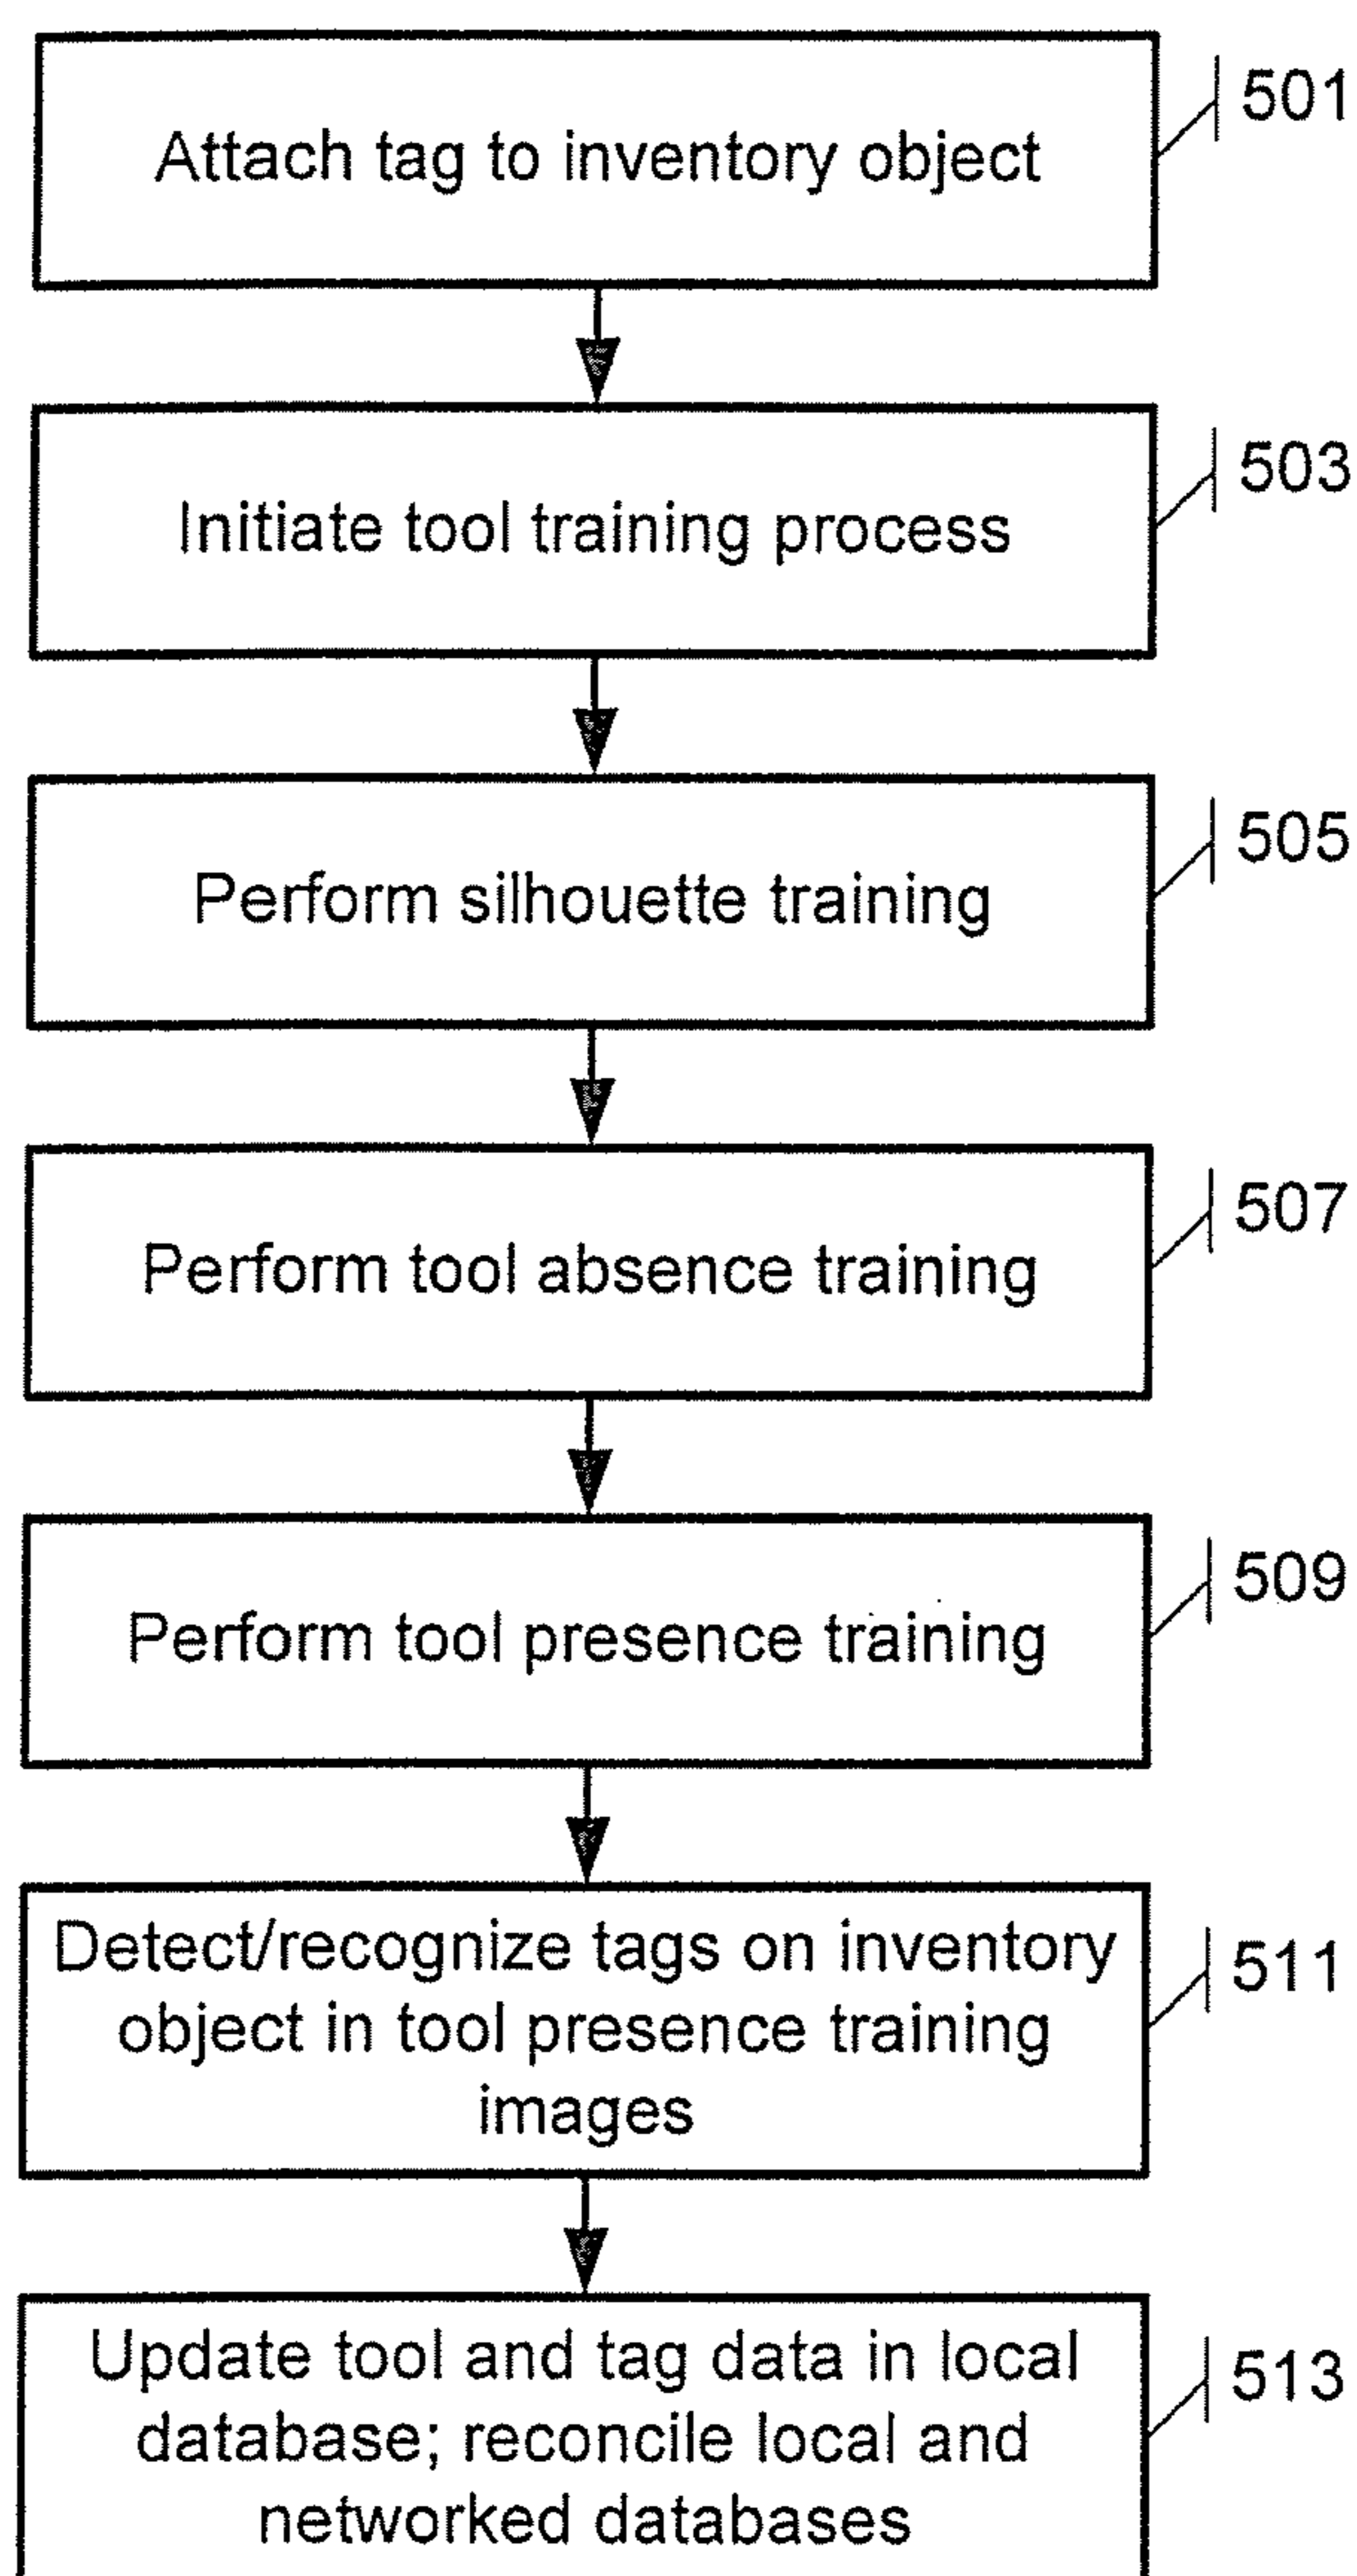 Attach tag to inventory object
501
Initiate tool training process
503
Perform silhouette training
505
Perform tool absence training
507
Perform tool presence training
509
Detect/recognize tags on inventory
object in tool presence training
images
511
Update tool and tag data in local
database; reconcile local and
networked databases
513